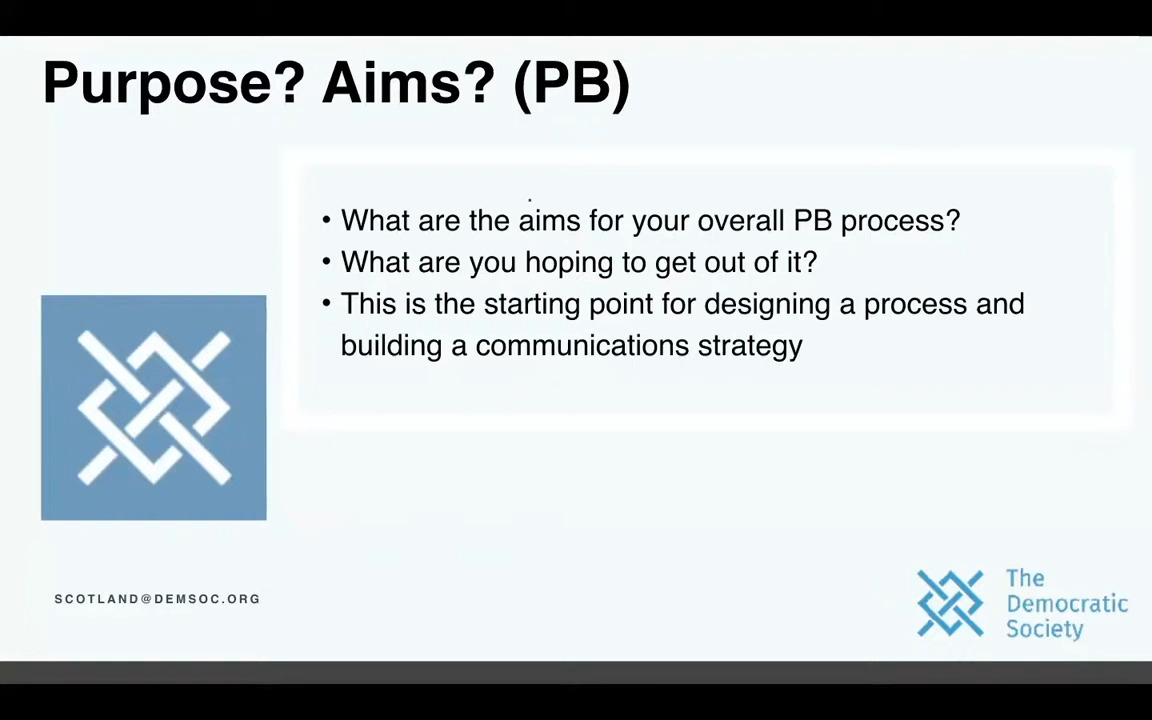 Purpose? Aims? (PB)
• What are the aims for your overall PB process?
• What are you hoping to get out of it?
• This is the starting point for designing a process and
building a communications strategy
SCOTLAND@DEMSOC.ORG
The
Democratic
Society